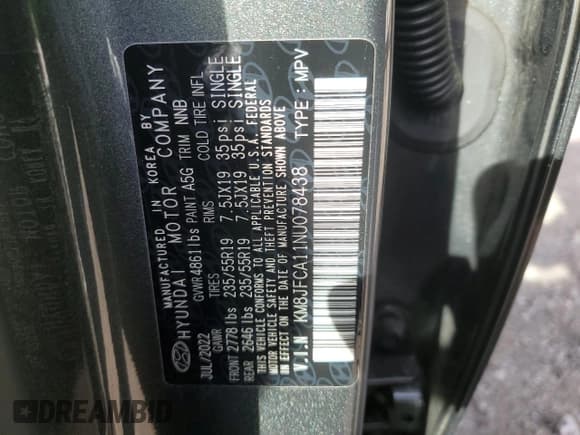 MANUFACTURED IN KOREA BY
HYUNDAI MOTOR COMPANY
JUL/2022 GVWR 4861lbs PAINT A5G TRIM NNB
GAWR TIRES RIMS COLD TIRE INFL
FRONT 2778lbs 235/55R19 7.5JX19 35psi SINGLE
REAR 2646lbs 235/55R19 7.5JX19 35psi SINGLE
THIS VEHICLE CONFORMS TO ALL APPLICABLE U.S.A. FEDERAL
MOTOR VEHICLE SAFETY AND THEFT PREVENTION STANDARDS
IN EFFECT ON THE DATE OF MANUFACTURE SHOWN ABOVE
V.I.N KM8JFCA11NU078438 TYPE : MPV
DREAMBID